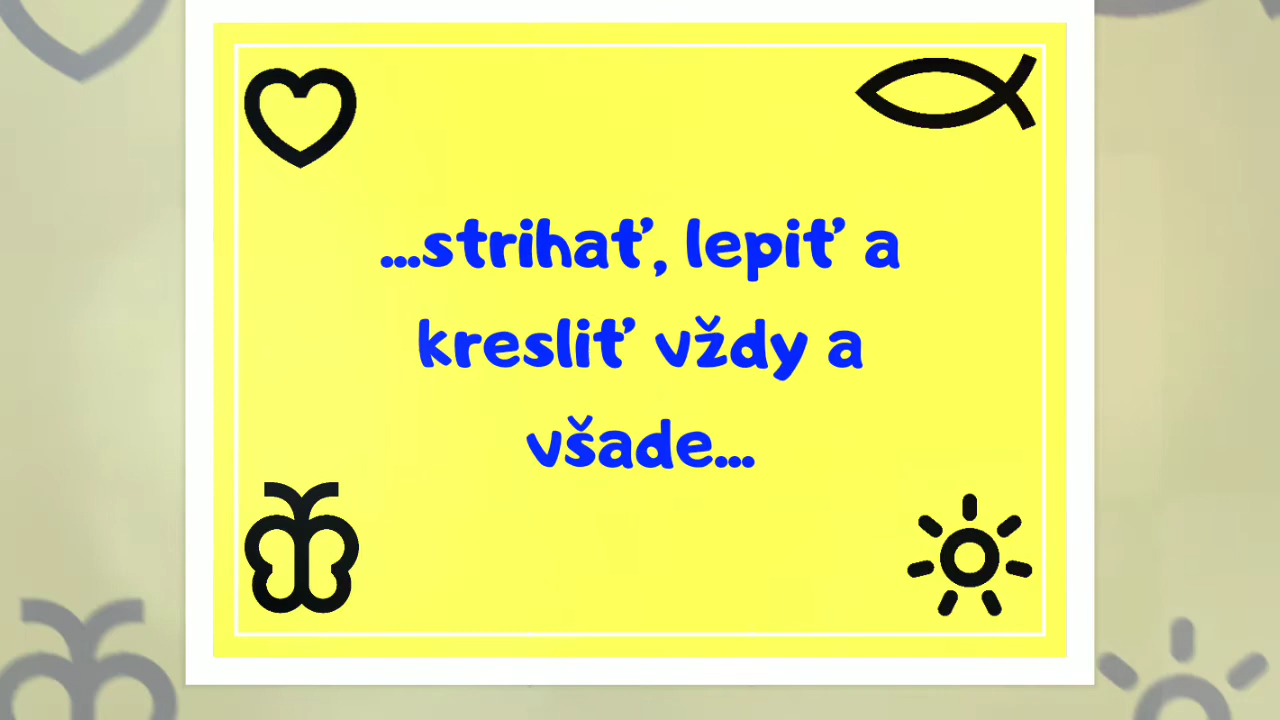 ...strihať, lepiť a
kresliť vždy a
všade...